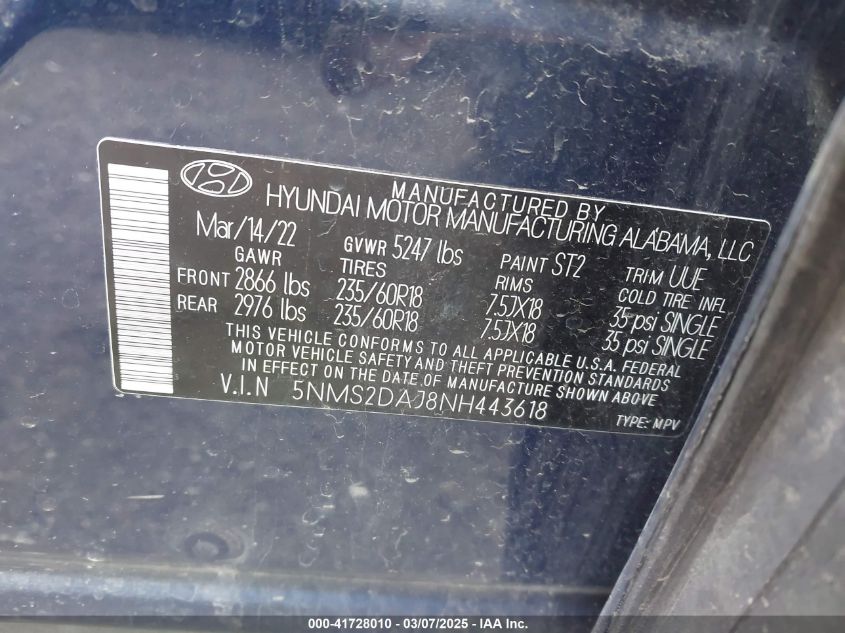 MANUFACTURED BY
HYUNDAI MOTOR MANUFACTURING ALABAMA, LLC
Mar/14/22 GVWR 5247 lbs PAINT ST2 TRIM UUE
GAWR TIRES RIMS COLD TIRE INFL
FRONT 2866 lbs 235/60R18 7.5JX18 35 psi SINGLE
REAR 2976 lbs 235/60R18 7.5JX18 35 psi SINGLE
THIS VEHICLE CONFORMS TO ALL APPLICABLE U.S.A. FEDERAL
MOTOR VEHICLE SAFETY AND THEFT PREVENTION STANDARDS
IN EFFECT ON THE DATE OF MANUFACTURE SHOWN ABOVE
V.I.N 5NMS2DAJ8NH443618 TYPE: MPV
000-41728010 - 03/07/2025 - IAA Inc.